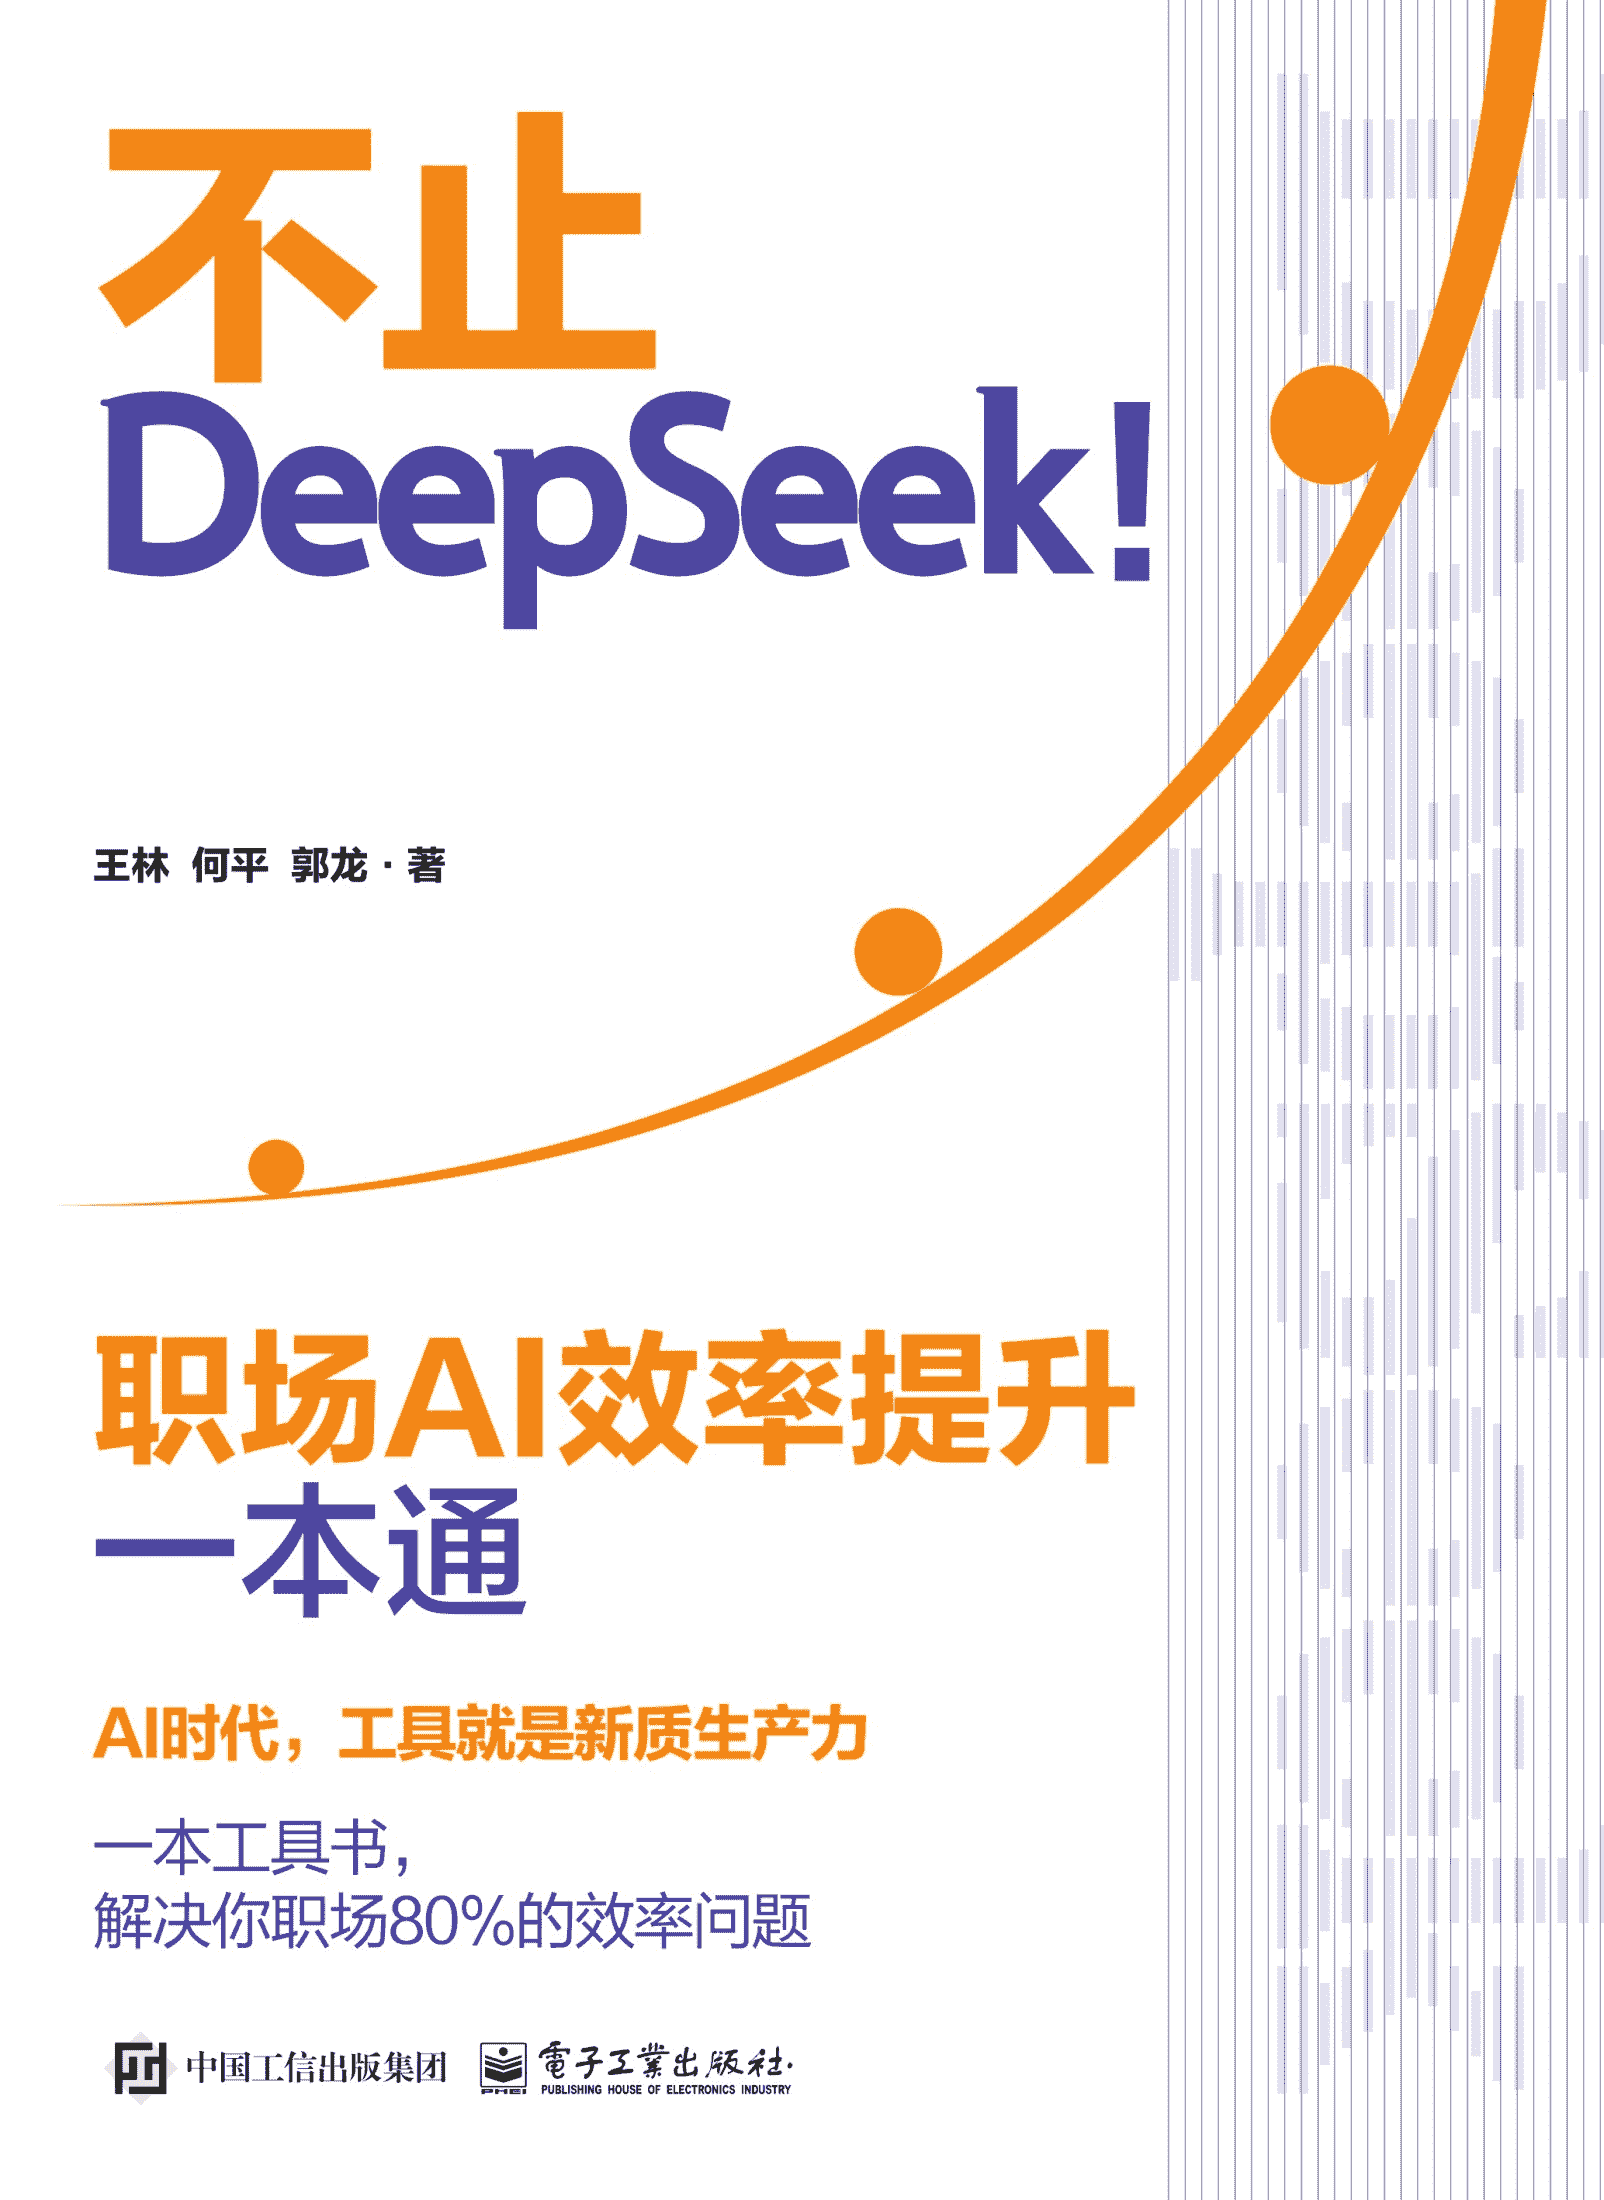 不止
DeepSeek!
王林 何平 郭龙·著
职场AI效率提升
一本通
AI时代，工具就是新质生产力
一本工具书，
解决你职场80%的效率问题
中国工信出版集团
電子工業出版社·
PHEI
PUBLISHING HOUSE OF ELECTRONICS INDUSTRY